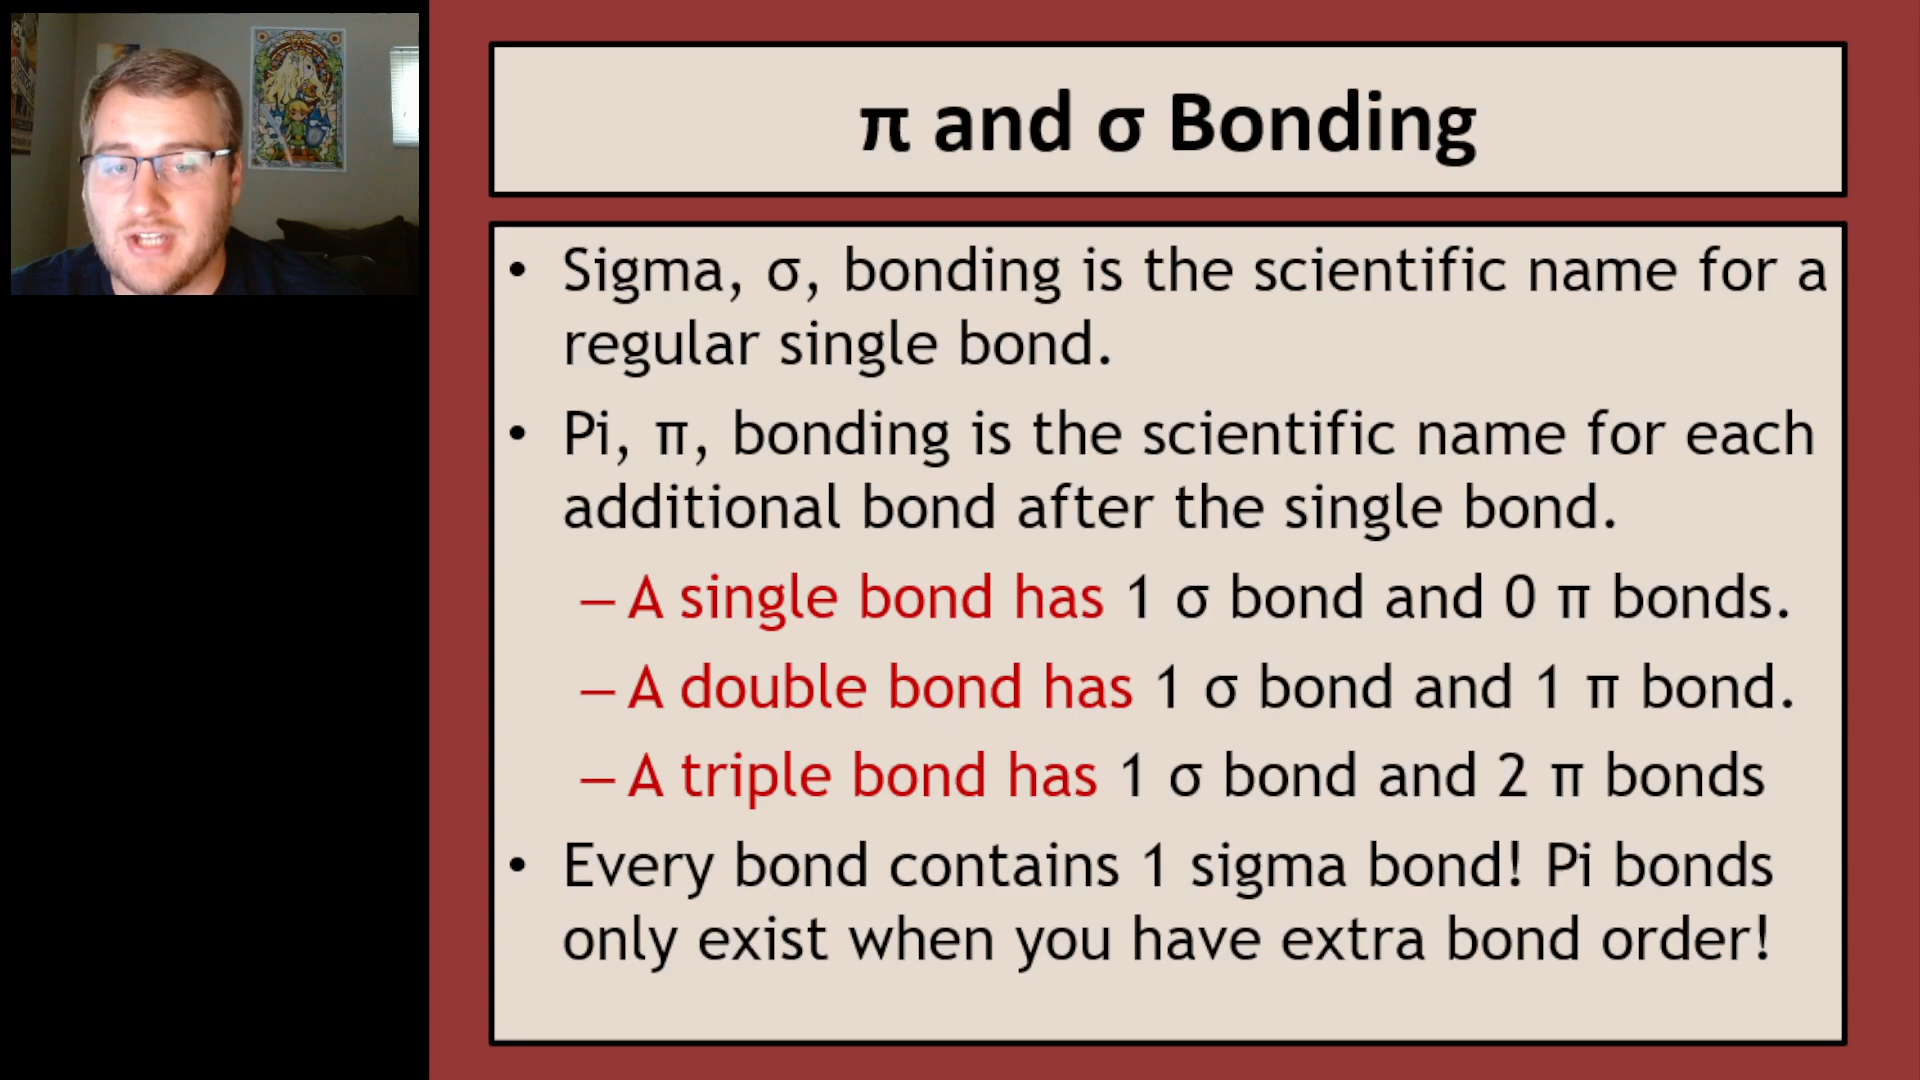 π and σ Bonding
• Sigma, σ, bonding is the scientific name for a
regular single bond.
• Pi, π, bonding is the scientific name for each
additional bond after the single bond.
– A single bond has 1 σ bond and 0 π bonds.
– A double bond has 1 σ bond and 1 π bond.
– A triple bond has 1 σ bond and 2 π bonds
• Every bond contains 1 sigma bond! Pi bonds
only exist when you have extra bond order!